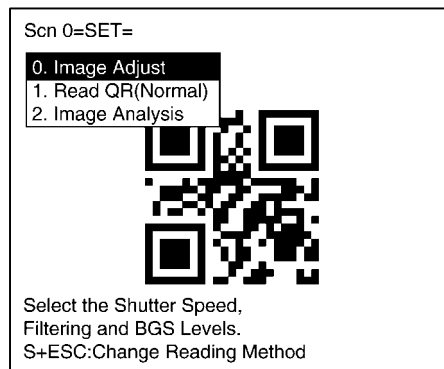 Scn 0=SET=
0. Image Adjust
1. Read QR(Normal)
2. Image Analysis
Select the Shutter Speed,
Filtering and BGS Levels.
S+ESC:Change Reading Method